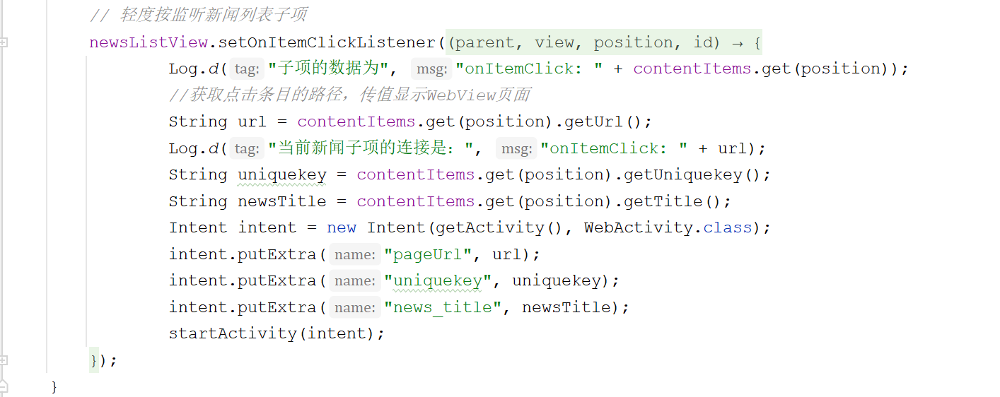 // 轻度按监听新闻列表子项
newsListView.setOnItemClickListener((parent, view, position, id) → {
Log.d( tag: "子项的数据为", msg: "onItemClick: " + contentItems.get(position));
//获取点击条目的路径，传值显示WebView页面
String url = contentItems.get(position).getUrl();
Log.d( tag: "当前新闻子项的连接是：", msg: "onItemClick: " + url);
String uniquekey = contentItems.get(position).getUniquekey();
String newsTitle = contentItems.get(position).getTitle();
Intent intent = new Intent(getActivity(), WebActivity.class);
intent.putExtra( name: "pageUrl", url);
intent.putExtra( name: "uniquekey", uniquekey);
intent.putExtra( name: "news_title", newsTitle);
startActivity(intent);
});
}